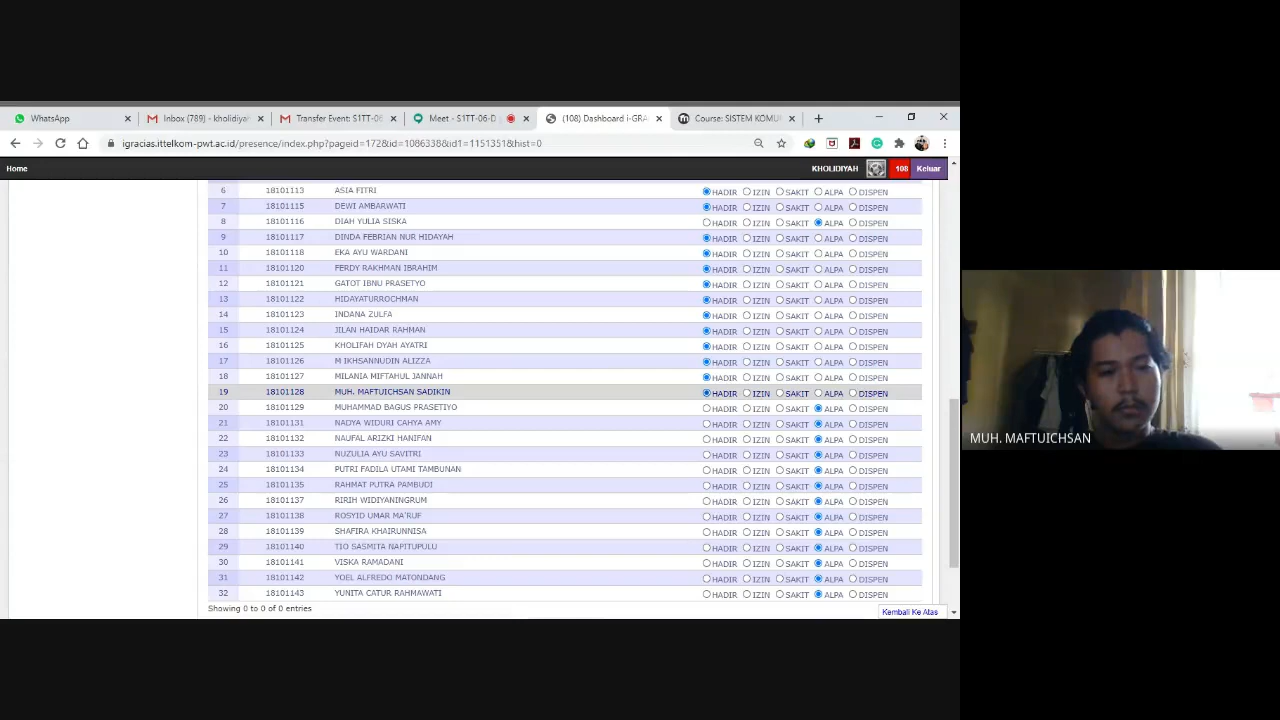 WhatsApp
Inbox (789) - kholidiyar
Transfer Event: S1TT-06
Meet - S1TT-06-D
(108) Dashboard i-GRA
Course: SISTEM KOMU
igracias.ittelkom-pwt.ac.id/presence/index.php?pageid=172&id=1086338&id1=1151351&hist=0
Home KHOLIDIYAH 108 Keluar
6 18101113 ASIA FITRI HADIR IZIN SAKIT ALPA DISPEN
7 18101115 DEWI AMBARWATI HADIR IZIN SAKIT ALPA DISPEN
8 18101116 DIAH YULIA SISKA HADIR IZIN SAKIT ALPA DISPEN
9 18101117 DINDA FEBRIAN NUR HIDAYAH HADIR IZIN SAKIT ALPA DISPEN
10 18101118 EKA AYU WARDANI HADIR IZIN SAKIT ALPA DISPEN
11 18101120 FERDY RAKHMAN IBRAHIM HADIR IZIN SAKIT ALPA DISPEN
12 18101121 GATOT IBNU PRASETYO HADIR IZIN SAKIT ALPA DISPEN
13 18101122 HIDAYATURROCHMAN HADIR IZIN SAKIT ALPA DISPEN
14 18101123 INDANA ZULFA HADIR IZIN SAKIT ALPA DISPEN
15 18101124 JILAN HAIDAR RAHMAN HADIR IZIN SAKIT ALPA DISPEN
16 18101125 KHOLIFAH DYAH AYATRI HADIR IZIN SAKIT ALPA DISPEN
17 18101126 M IKHSANNUDIN ALIZZA HADIR IZIN SAKIT ALPA DISPEN
18 18101127 MILANIA MIFTAHUL JANNAH HADIR IZIN SAKIT ALPA DISPEN
19 18101128 MUH. MAFTUICHSAN SADIKIN HADIR IZIN SAKIT ALPA DISPEN
20 18101129 MUHAMMAD BAGUS PRASETIYO HADIR IZIN SAKIT ALPA DISPEN
21 18101131 NADYA WIDURI CAHYA AMY HADIR IZIN SAKIT ALPA DISPEN
22 18101132 NAUFAL ARIZKI HANIFAN HADIR IZIN SAKIT ALPA DISPEN
23 18101133 NUZULIA AYU SAVITRI HADIR IZIN SAKIT ALPA DISPEN
24 18101134 PUTRI FADILA UTAMI TAMBUNAN HADIR IZIN SAKIT ALPA DISPEN
25 18101135 RAHMAT PUTRA PAMBUDI HADIR IZIN SAKIT ALPA DISPEN
26 18101137 RIRIH WIDIYANINGRUM HADIR IZIN SAKIT ALPA DISPEN
27 18101138 ROSYID UMAR MA'RUF HADIR IZIN SAKIT ALPA DISPEN
28 18101139 SHAFIRA KHAIRUNNISA HADIR IZIN SAKIT ALPA DISPEN
29 18101140 TIO SASMITA NAPITUPULU HADIR IZIN SAKIT ALPA DISPEN
30 18101141 VISKA RAMADANI HADIR IZIN SAKIT ALPA DISPEN
31 18101142 YOEL ALFREDO MATONDANG HADIR IZIN SAKIT ALPA DISPEN
32 18101143 YUNITA CATUR RAHMAWATI HADIR IZIN SAKIT ALPA DISPEN
Showing 0 to 0 of 0 entries
Kembali Ke Atas
MUH. MAFTUICHSAN